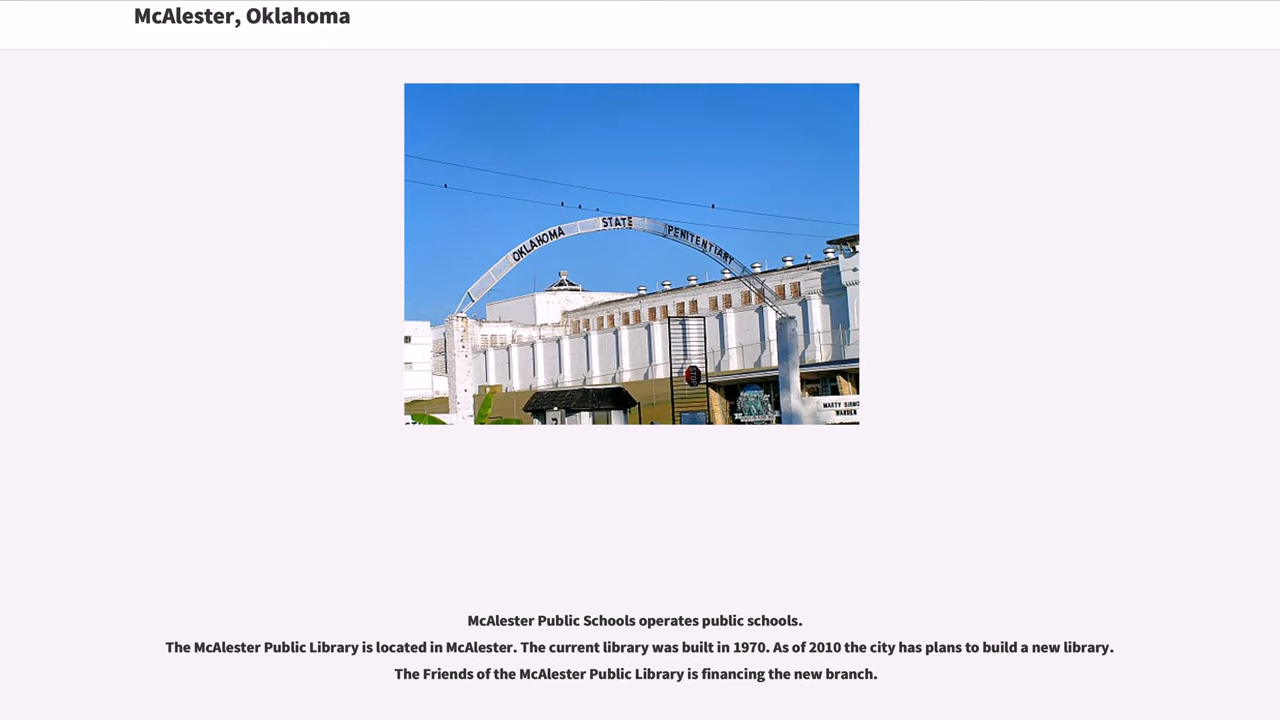 McAlester, Oklahoma
OKLAHOMA STATE PENITENTIARY
STOP
MARTY SIRMO
WARDEN
McAlester Public Schools operates public schools.
The McAlester Public Library is located in McAlester. The current library was built in 1970. As of 2010 the city has plans to build a new library.
The Friends of the McAlester Public Library is financing the new branch.